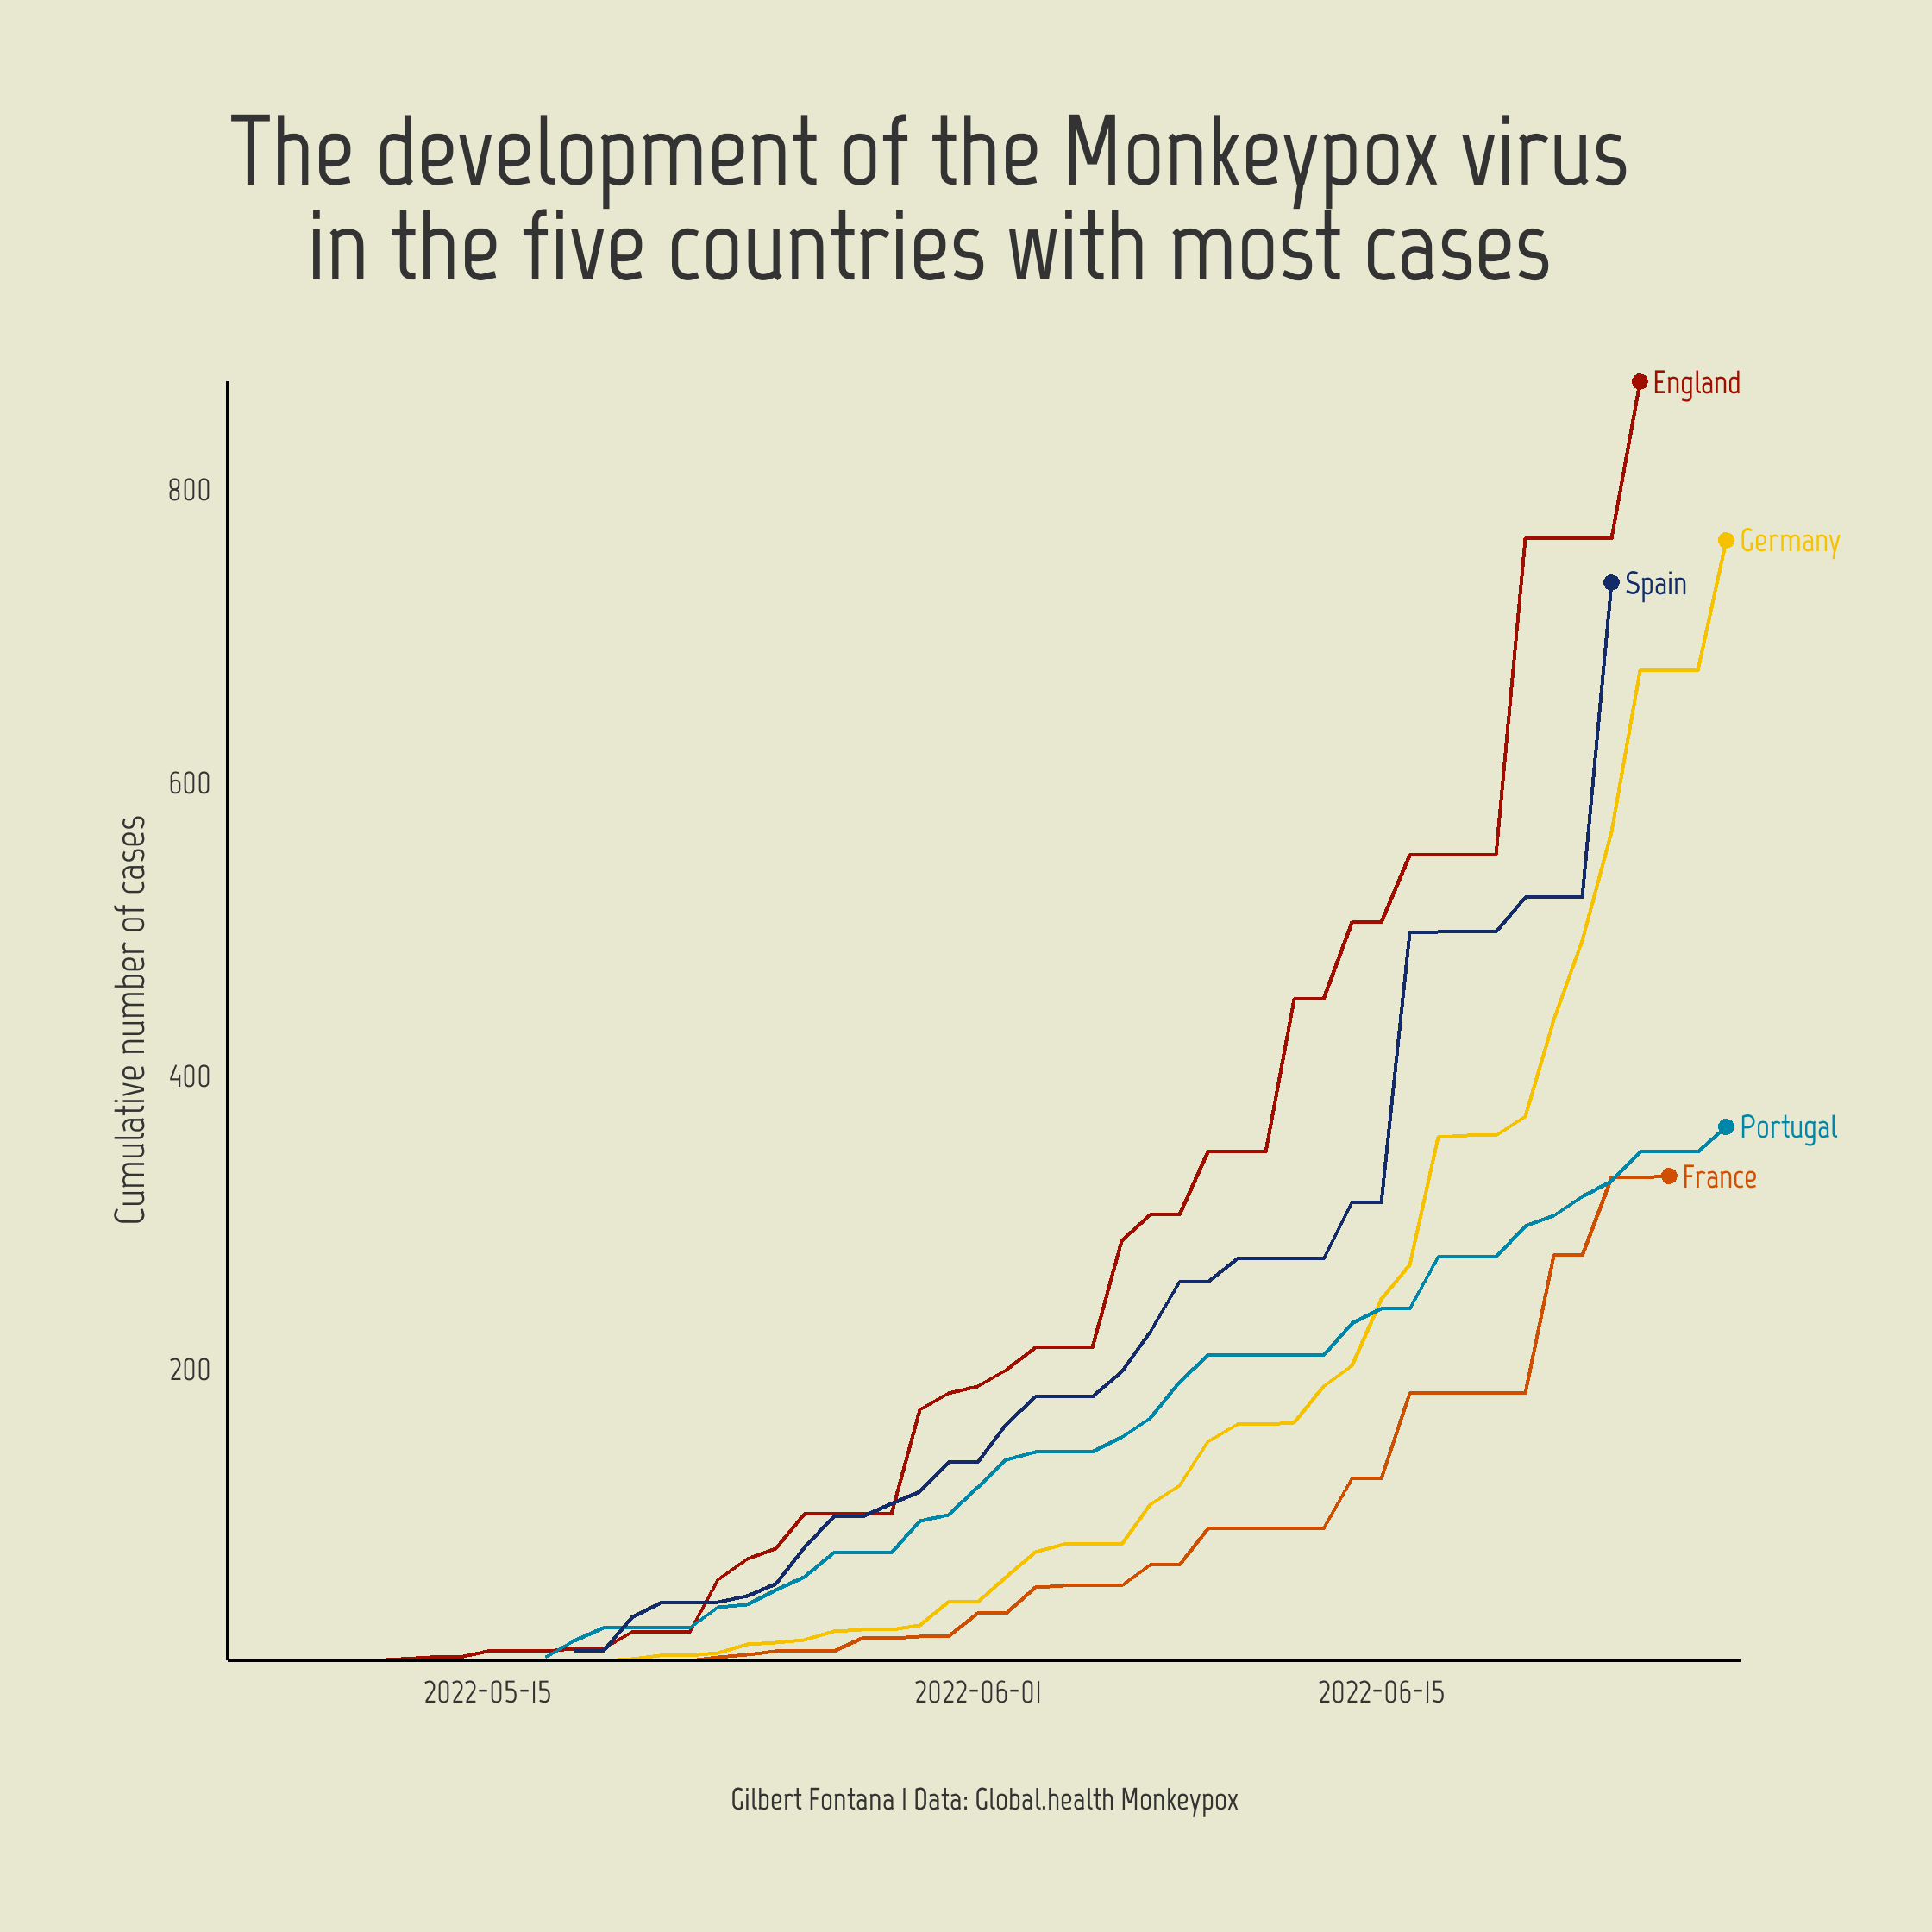 The development of the Monkeypox virus
in the five countries with most cases
England
800
Germany
Spain
600
Cumulative number of cases
400
Portugal
France
200
2022-05-15
2022-06-01
2022-06-15
Gilbert Fontana | Data: Global.health Monkeypox